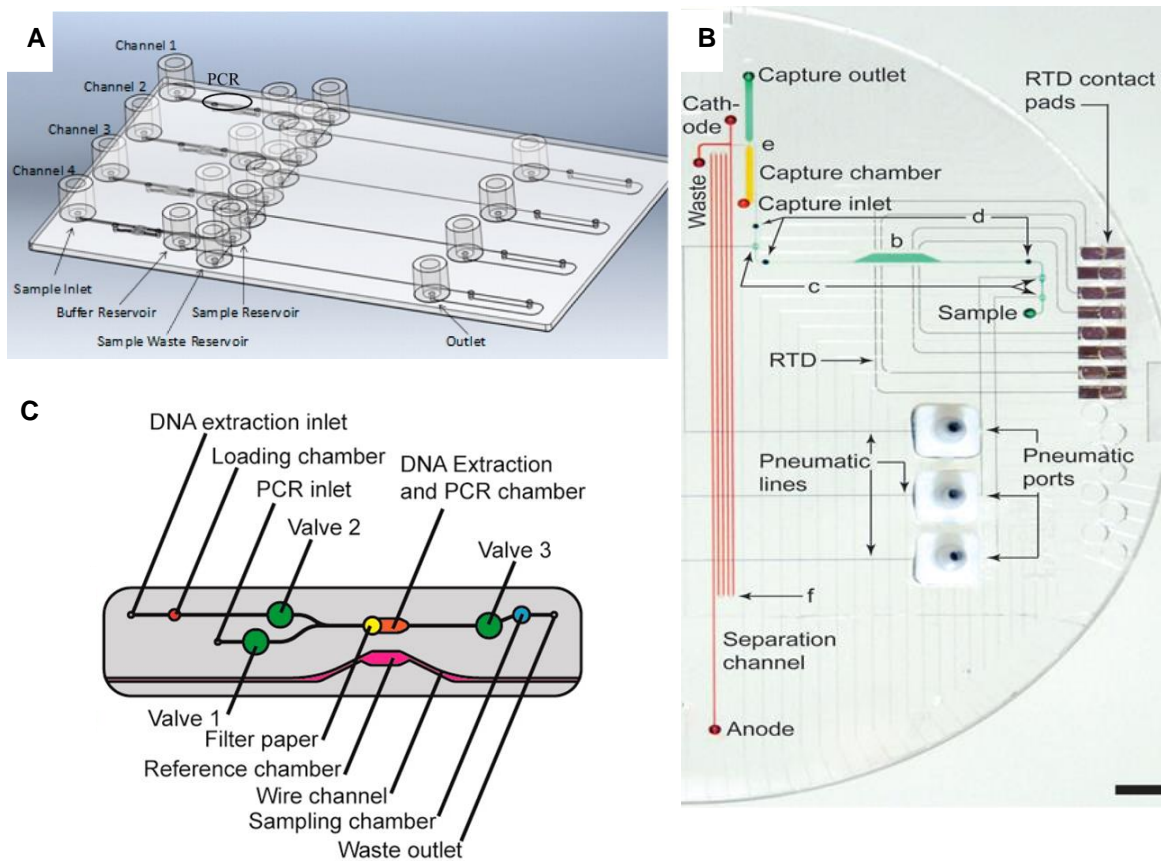 A
Channel 1
PCR
Channel 2
Channel 3
Channel 4
Sample Inlet
Buffer Reservoir
Sample Reservoir
Sample Waste Reservoir
Outlet
B
Capture outlet
RTD contact
pads
Cath-
ode
e
Waste
Capture chamber
Capture inlet
d
b
c
Sample
RTD
Pneumatic
lines
Pneumatic
ports
f
Separation
channel
Anode
C
DNA extraction inlet
Loading chamber
PCR inlet
DNA Extraction
and PCR chamber
Valve 2
Valve 3
Valve 1
Filter paper
Reference chamber
Wire channel
Sampling chamber
Waste outlet